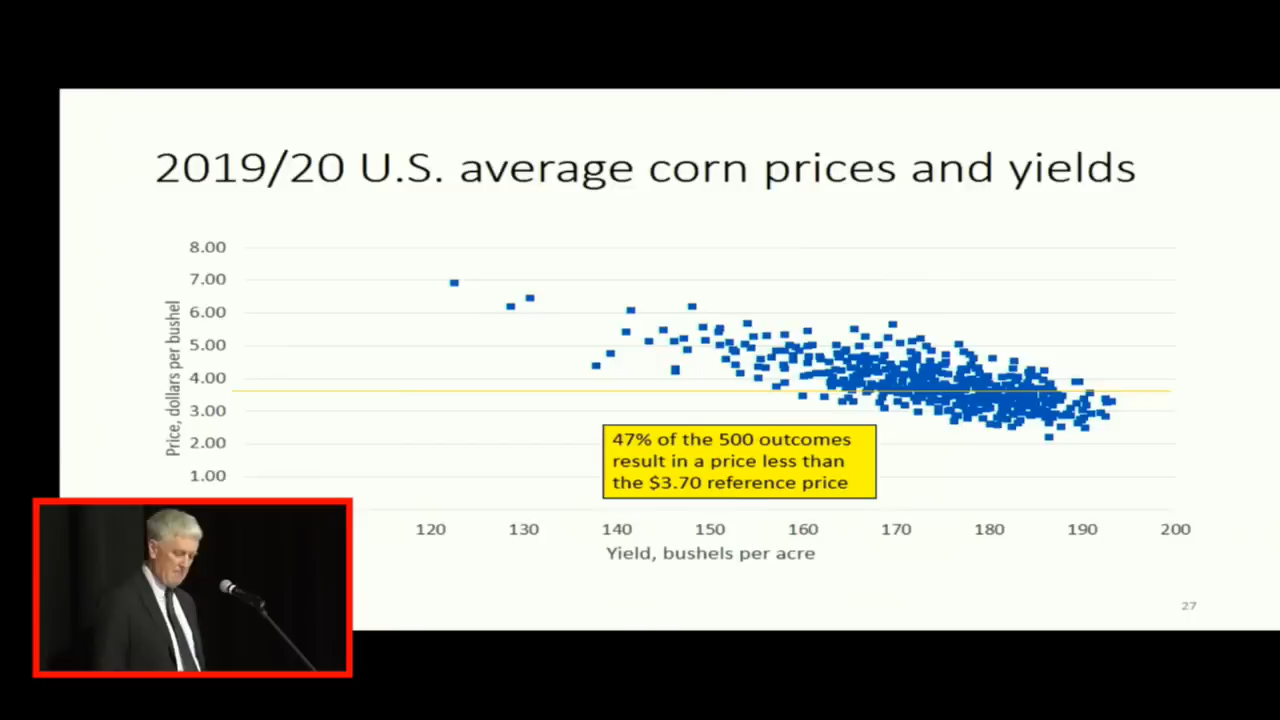 2019/20 U.S. average corn prices and yields
8.00
7.00
6.00
5.00
4.00
3.00
2.00
1.00
Price, dollars per bushel
47% of the 500 outcomes
result in a price less than
the $3.70 reference price
120 130 140 150 160 170 180 190 200
Yield, bushels per acre
27